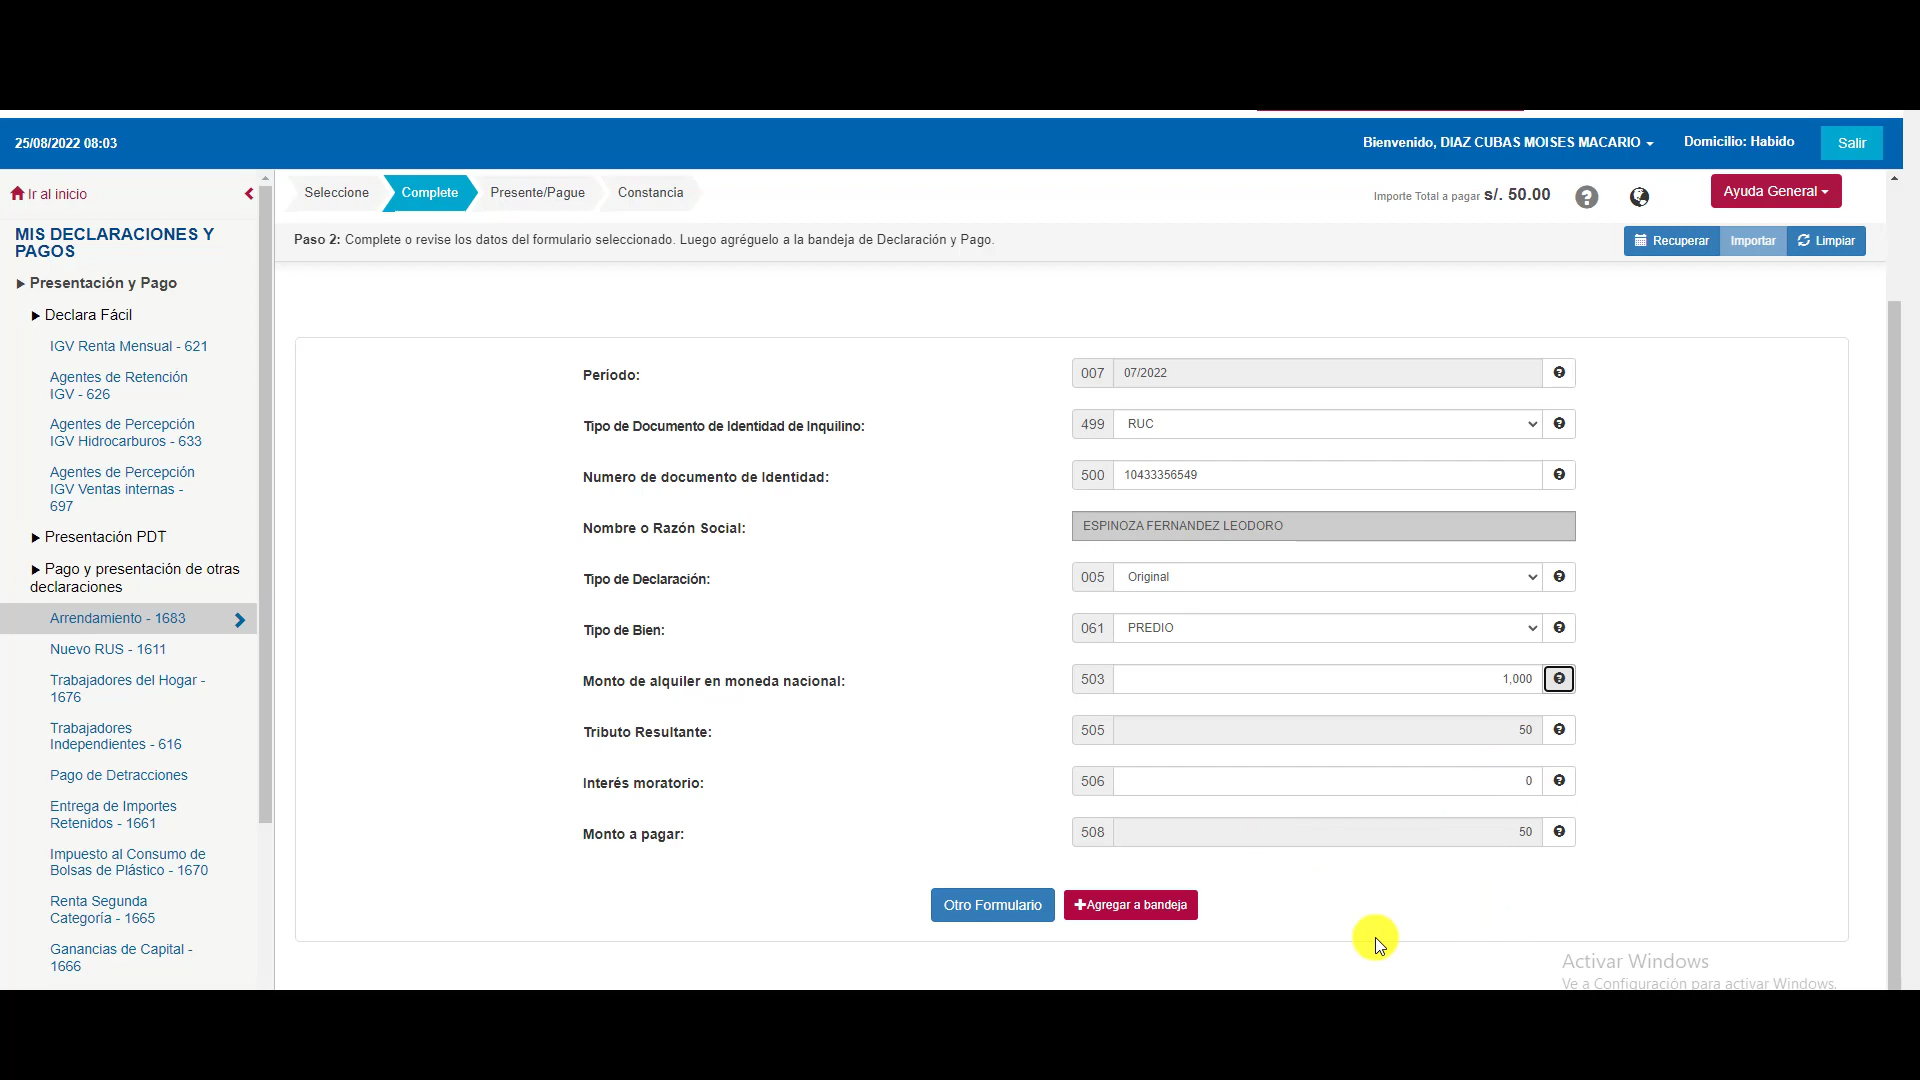 25/08/2022 08:03
Bienvenido, DIAZ CUBAS MOISES MACARIO
Domicilio: Habido
Salir
Ir al inicio
Seleccione
Complete
Presente/Pague
Constancia
Importe Total a pagar s/. 50.00
Ayuda General
MIS DECLARACIONES Y
PAGOS
Paso 2: Complete o revise los datos del formulario seleccionado. Luego agréguelo a la bandeja de Declaración y Pago.
Recuperar
Importar
Limpiar
Presentación y Pago
Declara Fácil
IGV Renta Mensual - 621
Agentes de Retención
IGV - 626
Agentes de Percepción
IGV Hidrocarburos - 633
Agentes de Percepción
IGV Ventas internas -
697
Presentación PDT
Pago y presentación de otras
declaraciones
Arrendamiento - 1683
Nuevo RUS - 1611
Trabajadores del Hogar -
1676
Trabajadores
Independientes - 616
Pago de Detracciones
Entrega de Importes
Retenidos - 1661
Impuesto al Consumo de
Bolsas de Plástico - 1670
Renta Segunda
Categoría - 1665
Ganancias de Capital -
1666
Período: 007 07/2022
Tipo de Documento de Identidad de Inquilino: 499 RUC
Numero de documento de Identidad: 500 10433356549
Nombre o Razón Social: ESPINOZA FERNANDEZ LEODORO
Tipo de Declaración: 005 Original
Tipo de Bien: 061 PREDIO
Monto de alquiler en moneda nacional: 503 1,000
Tributo Resultante: 505 50
Interés moratorio: 506 0
Monto a pagar: 508 50
Otro Formulario
Agregar a bandeja
Activar Windows
Ve a Configuración para activar Windows.